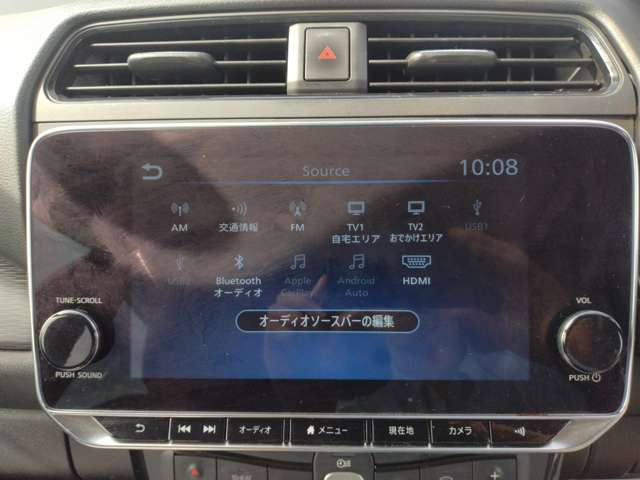 Source
10:08
AM
交通情報
FM
TV1
自宅エリア
TV2
おでかけエリア
USB1
USB2
Bluetooth
オーディオ
Apple
CarPlay
Android
Auto
HDMI
オーディオソースバーの編集
TUNE·SCROLL
PUSH SOUND
VOL
PUSH
オーディオ
メニュー
現在地
カメラ